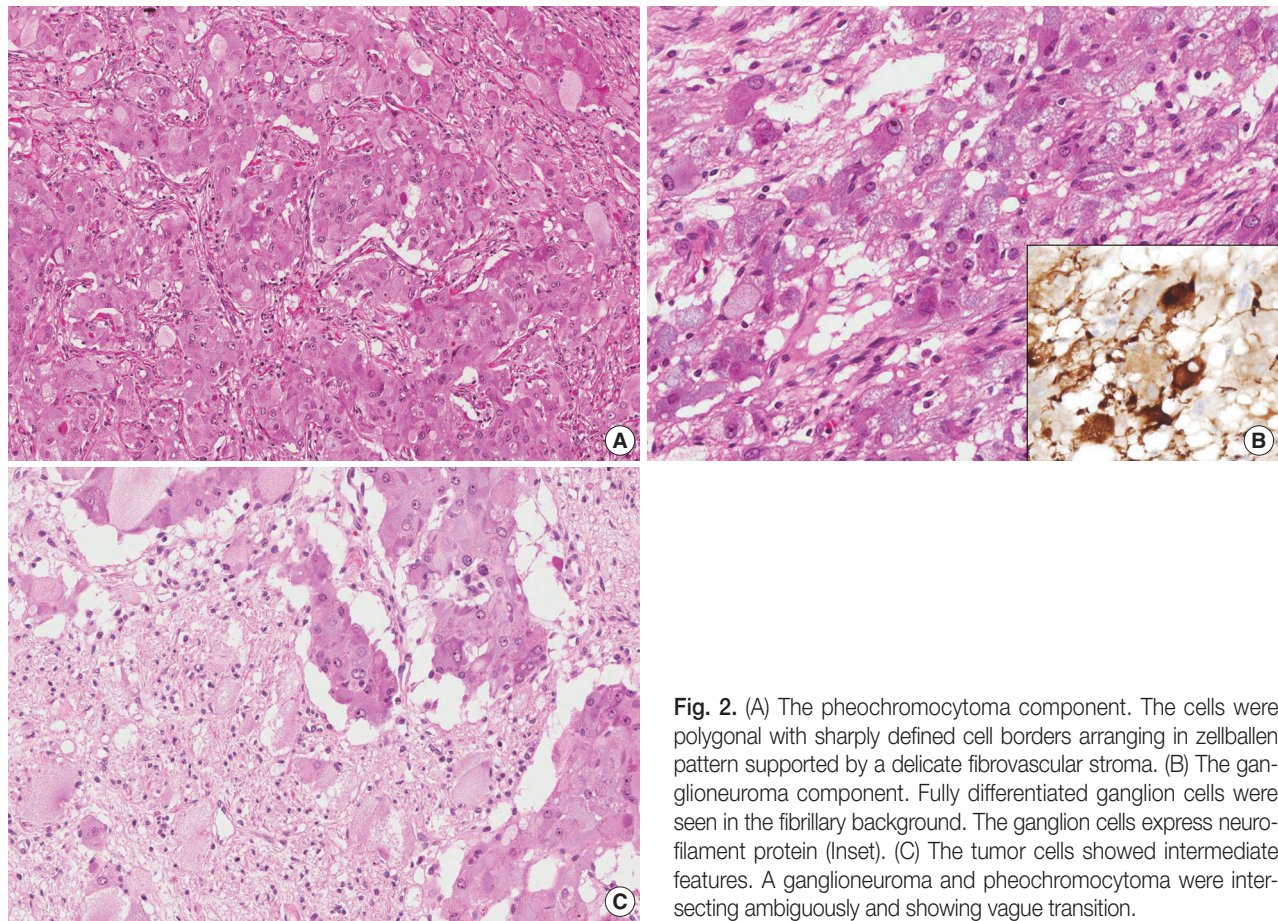 A
B
C
Fig. 2. (A) The pheochromocytoma component. The cells were
polygonal with sharply defined cell borders arranging in zellballen
pattern supported by a delicate fibrovascular stroma. (B) The gan-
glioneuroma component. Fully differentiated ganglion cells were
seen in the fibrillary background. The ganglion cells express neuro-
filament protein (Inset). (C) The tumor cells showed intermediate
features. A ganglioneuroma and pheochromocytoma were inter-
secting ambiguously and showing vague transition.